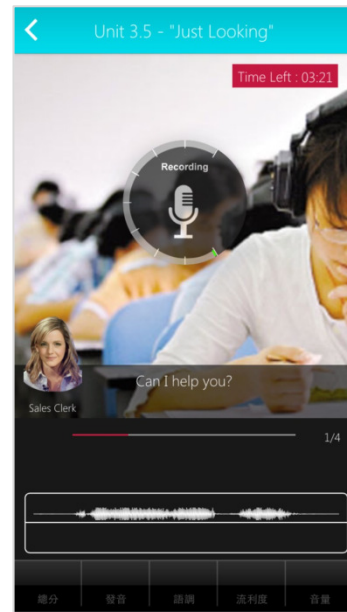 Unit 3.5 - "Just Looking"
Time Left : 03:21
Recording
Can I help you?
Sales Clerk
1/4
總分 發音 語調 流利度 音量